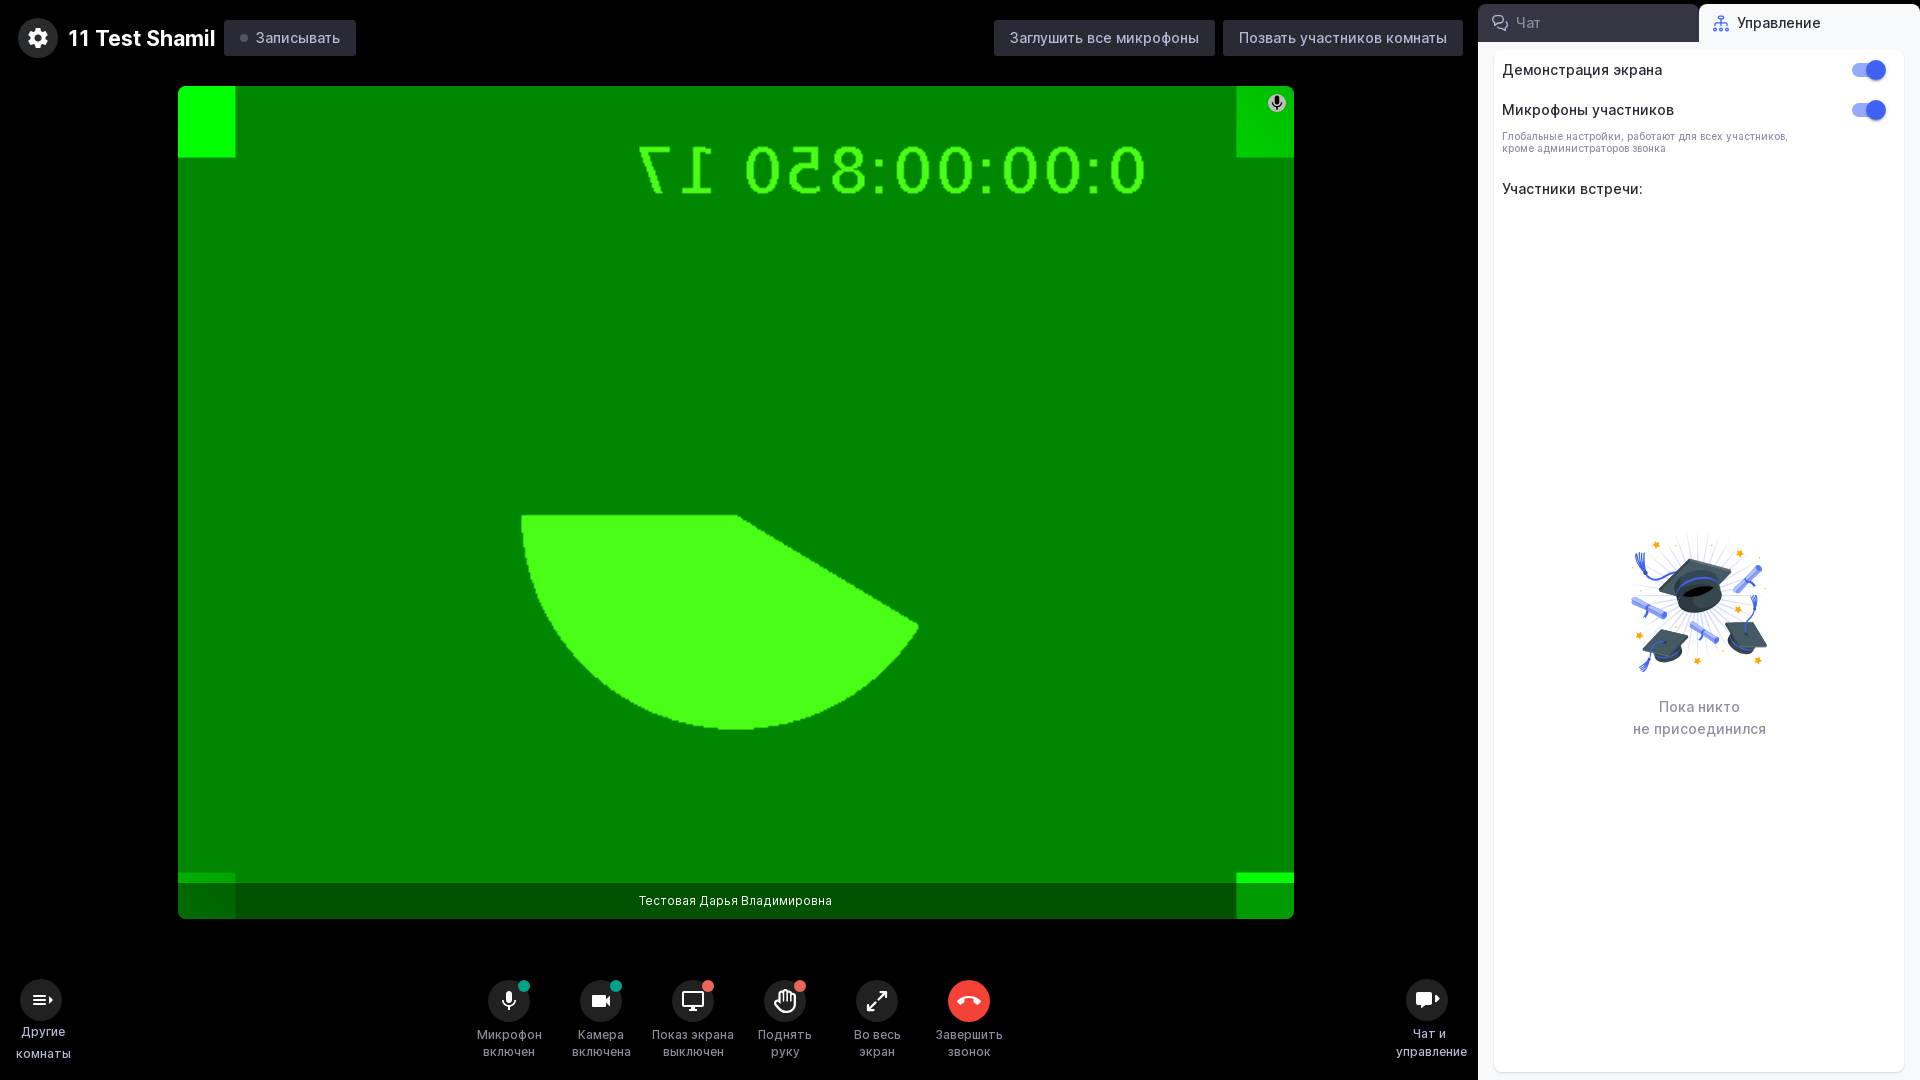 11 Test Shamil
Записывать
Заглушить все микрофоны
Позвать участников комнаты
Чат
Управление
Демонстрация экрана
Микрофоны участников
Глобальные настройки, работают для всех участников,
кроме администраторов звонка
Участники встречи:
0:00:00:850 17
Пока никто
не присоединился
Тестовая Дарья Владимировна
Другие
комнаты
Микрофон
включен
Камера
включена
Показ экрана
выключен
Поднять
руку
Во весь
экран
Завершить
звонок
Чат и
управление